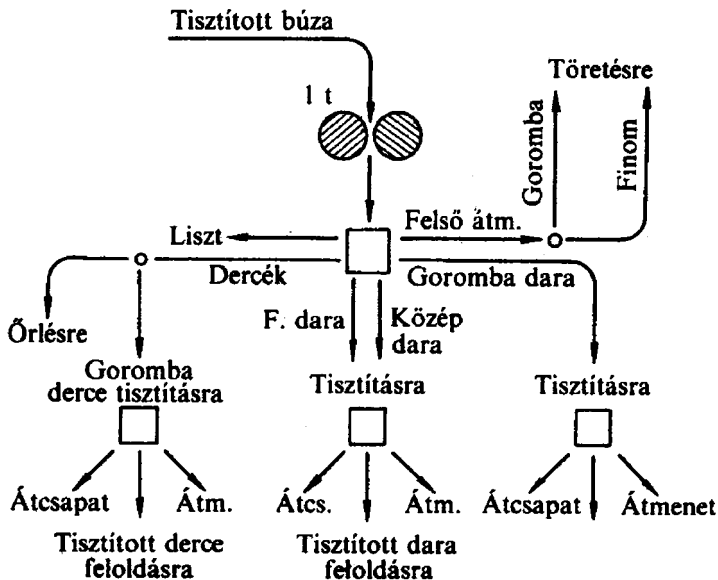 Tisztított búza
1 t
Töretésre
Goromba
Finom
Felső átm.
Liszt
Dercék
Goromba dara
F. dara
Közép
dara
Őrlésre
Goromba
derce tisztításra
Tisztításra
Tisztításra
Átcsapat
Átm.
Átcs.
Átm.
Átcsapat
Átmenet
Tisztított derce
feloldásra
Tisztított dara
feloldásra